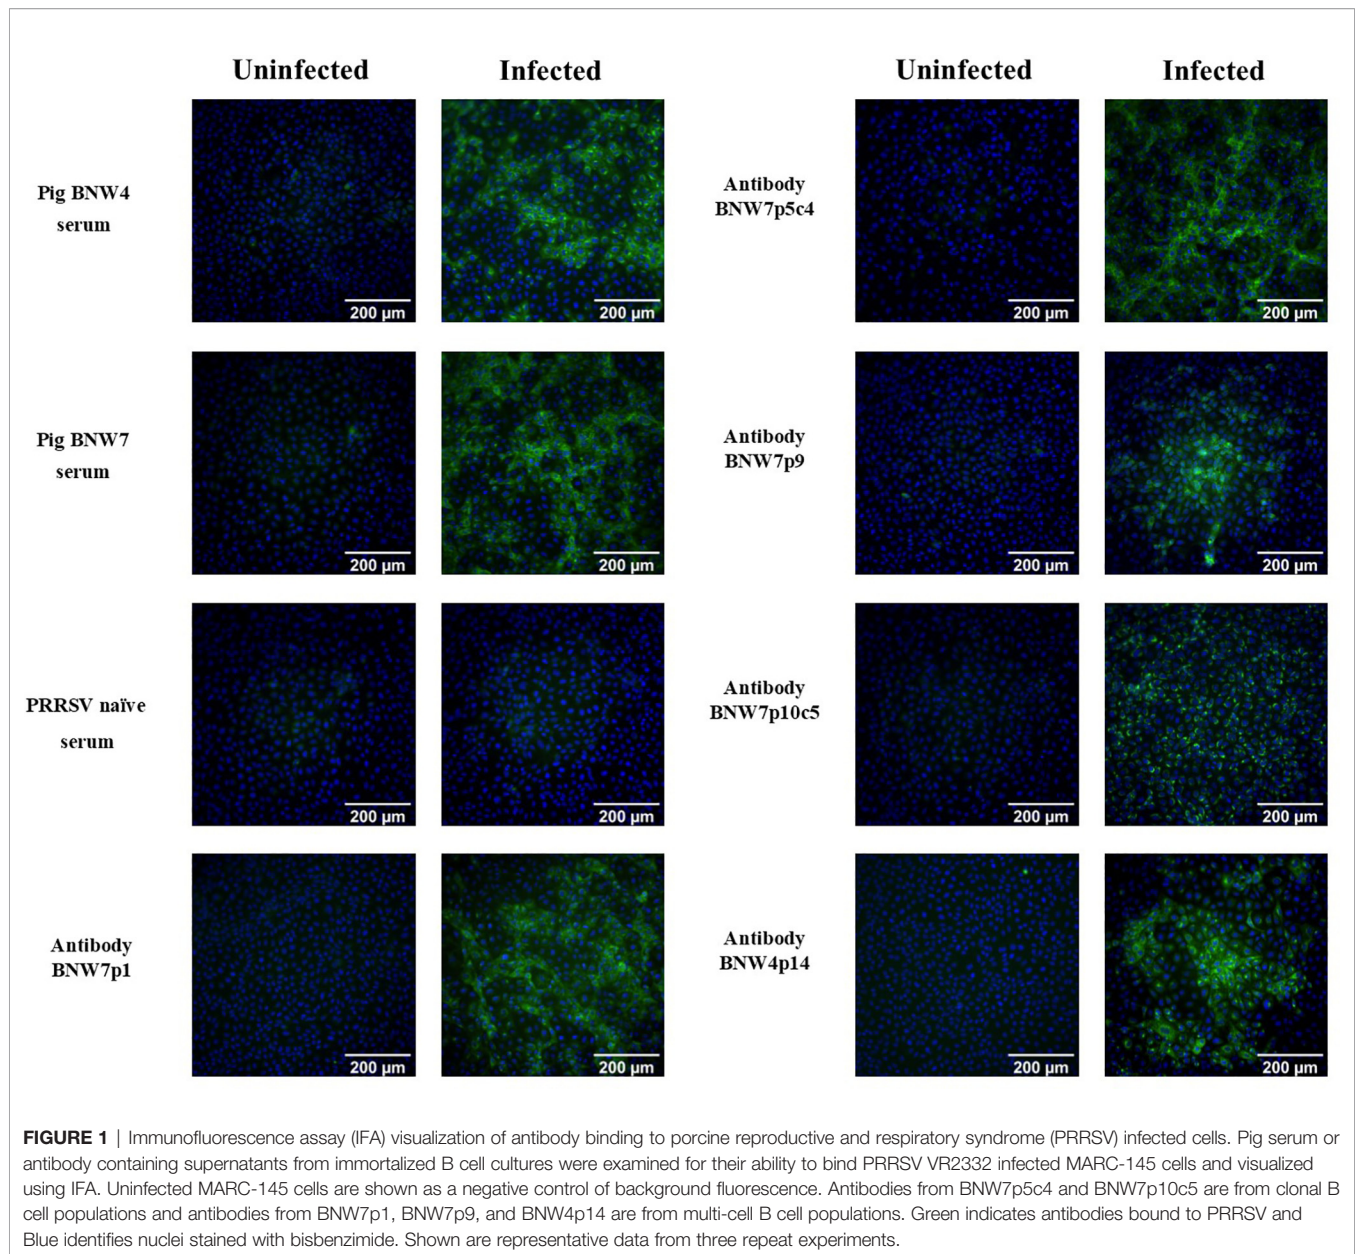 Uninfected Infected Uninfected Infected
Pig BNW4
serum
200 µm
200 µm
Antibody
BNW7p5c4
200 µm
200 µm
Pig BNW7
serum
200 µm
200 µm
Antibody
BNW7p9
200 µm
200 µm
PRRSV naïve
serum
200 µm
200 µm
Antibody
BNW7p10c5
200 µm
200 µm
Antibody
BNW7p1
200 µm
200 µm
Antibody
BNW4p14
200 µm
200 µm
FIGURE 1 | Immunofluorescence assay (IFA) visualization of antibody binding to porcine reproductive and respiratory syndrome (PRRSV) infected cells. Pig serum or
antibody containing supernatants from immortalized B cell cultures were examined for their ability to bind PRRSV VR2332 infected MARC-145 cells and visualized
using IFA. Uninfected MARC-145 cells are shown as a negative control of background fluorescence. Antibodies from BNW7p5c4 and BNW7p10c5 are from clonal B
cell populations and antibodies from BNW7p1, BNW7p9, and BNW4p14 are from multi-cell B cell populations. Green indicates antibodies bound to PRRSV and
Blue identifies nuclei stained with bisbenzimide. Shown are representative data from three repeat experiments.